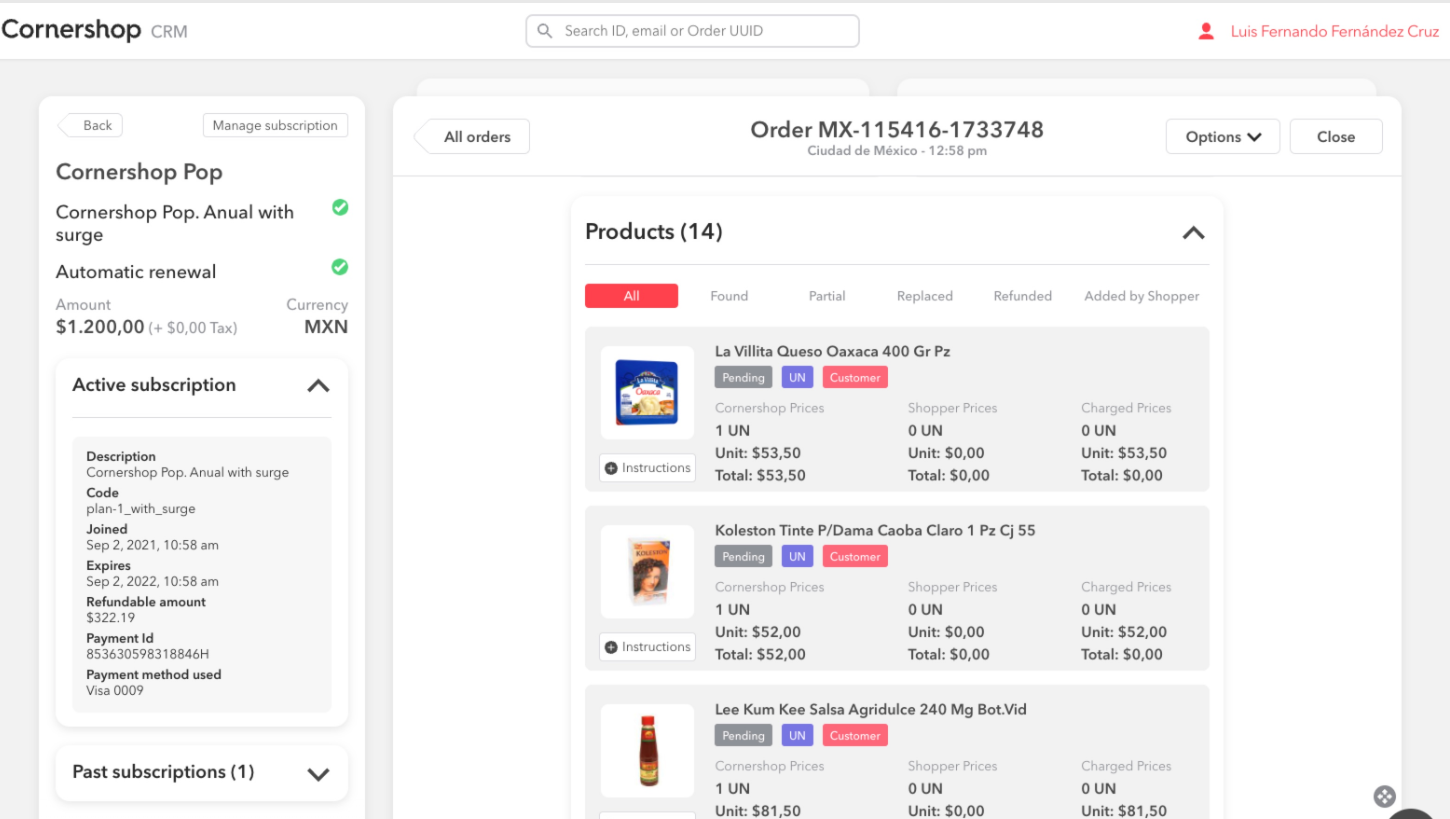 Cornershop CRM
Search ID, email or Order UUID
Luis Fernando Fernández Cruz
Back
Manage subscription
Cornershop Pop
Cornershop Pop. Anual with
surge
Automatic renewal
Amount
Currency
$1.200,00 (+ $0,00 Tax)
MXN
Active subscription
Description
Cornershop Pop. Anual with surge
Code
plan-1_with_surge
Joined
Sep 2, 2021, 10:58 am
Expires
Sep 2, 2022, 10:58 am
Refundable amount
$322.19
Payment Id
853630598318846H
Payment method used
Visa 0009
Past subscriptions (1)
All orders
Order MX-115416-1733748
Ciudad de México - 12:58 pm
Options
Close
Products (14)
All Found Partial Replaced Refunded Added by Shopper
La Villita Queso Oaxaca 400 Gr Pz
Pending UN Customer
Cornershop Prices Shopper Prices Charged Prices
1 UN 0 UN 0 UN
Unit: $53,50 Unit: $0,00 Unit: $53,50
Total: $53,50 Total: $0,00 Total: $0,00
Instructions
Koleston Tinte P/Dama Caoba Claro 1 Pz Cj 55
Pending UN Customer
Cornershop Prices Shopper Prices Charged Prices
1 UN 0 UN 0 UN
Unit: $52,00 Unit: $0,00 Unit: $52,00
Total: $52,00 Total: $0,00 Total: $0,00
Instructions
Lee Kum Kee Salsa Agridulce 240 Mg Bot.Vid
Pending UN Customer
Cornershop Prices Shopper Prices Charged Prices
1 UN 0 UN 0 UN
Unit: $81,50 Unit: $0,00 Unit: $81,50